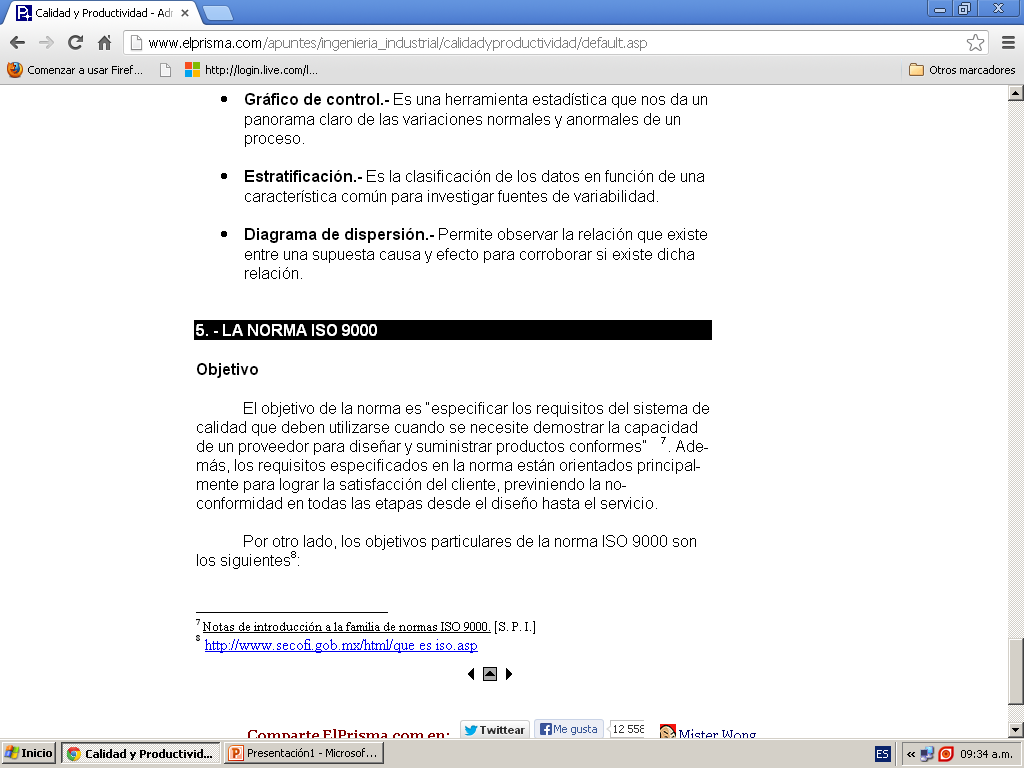 Calidad y Productividad - Adr
www.elprisma.com/apuntes/ingenieria_industrial/calidadyproductividad/default.asp
Comenzar a usar Firef... http://login.live.com/l... Otros marcadores
• Gráfico de control.- Es una herramienta estadística que nos da un
panorama claro de las variaciones normales y anormales de un
proceso.
• Estratificación.- Es la clasificación de los datos en función de una
característica común para investigar fuentes de variabilidad.
• Diagrama de dispersión.- Permite observar la relación que existe
entre una supuesta causa y efecto para corroborar si existe dicha
relación.
5. - LA NORMA ISO 9000
Objetivo
El objetivo de la norma es “especificar los requisitos del sistema de
calidad que deben utilizarse cuando se necesite demostrar la capacidad
de un proveedor para diseñar y suministrar productos conformes” 7. Ade-
más, los requisitos especificados en la norma están orientados principal-
mente para lograr la satisfacción del cliente, previniendo la no-
conformidad en todas las etapas desde el diseño hasta el servicio.
Por otro lado, los objetivos particulares de la norma ISO 9000 son
los siguientes8:
7 Notas de introducción a la familia de normas ISO 9000. [S. P. I.]
8 http://www.secofi.gob.mx/html/que es iso.asp
Comparte ElPrisma.com en: Twittear Me gusta 12 558 Mister Wong
Inicio Calidad y Productivid... Presentación1 - Microsof... ES « 09:34 a.m.